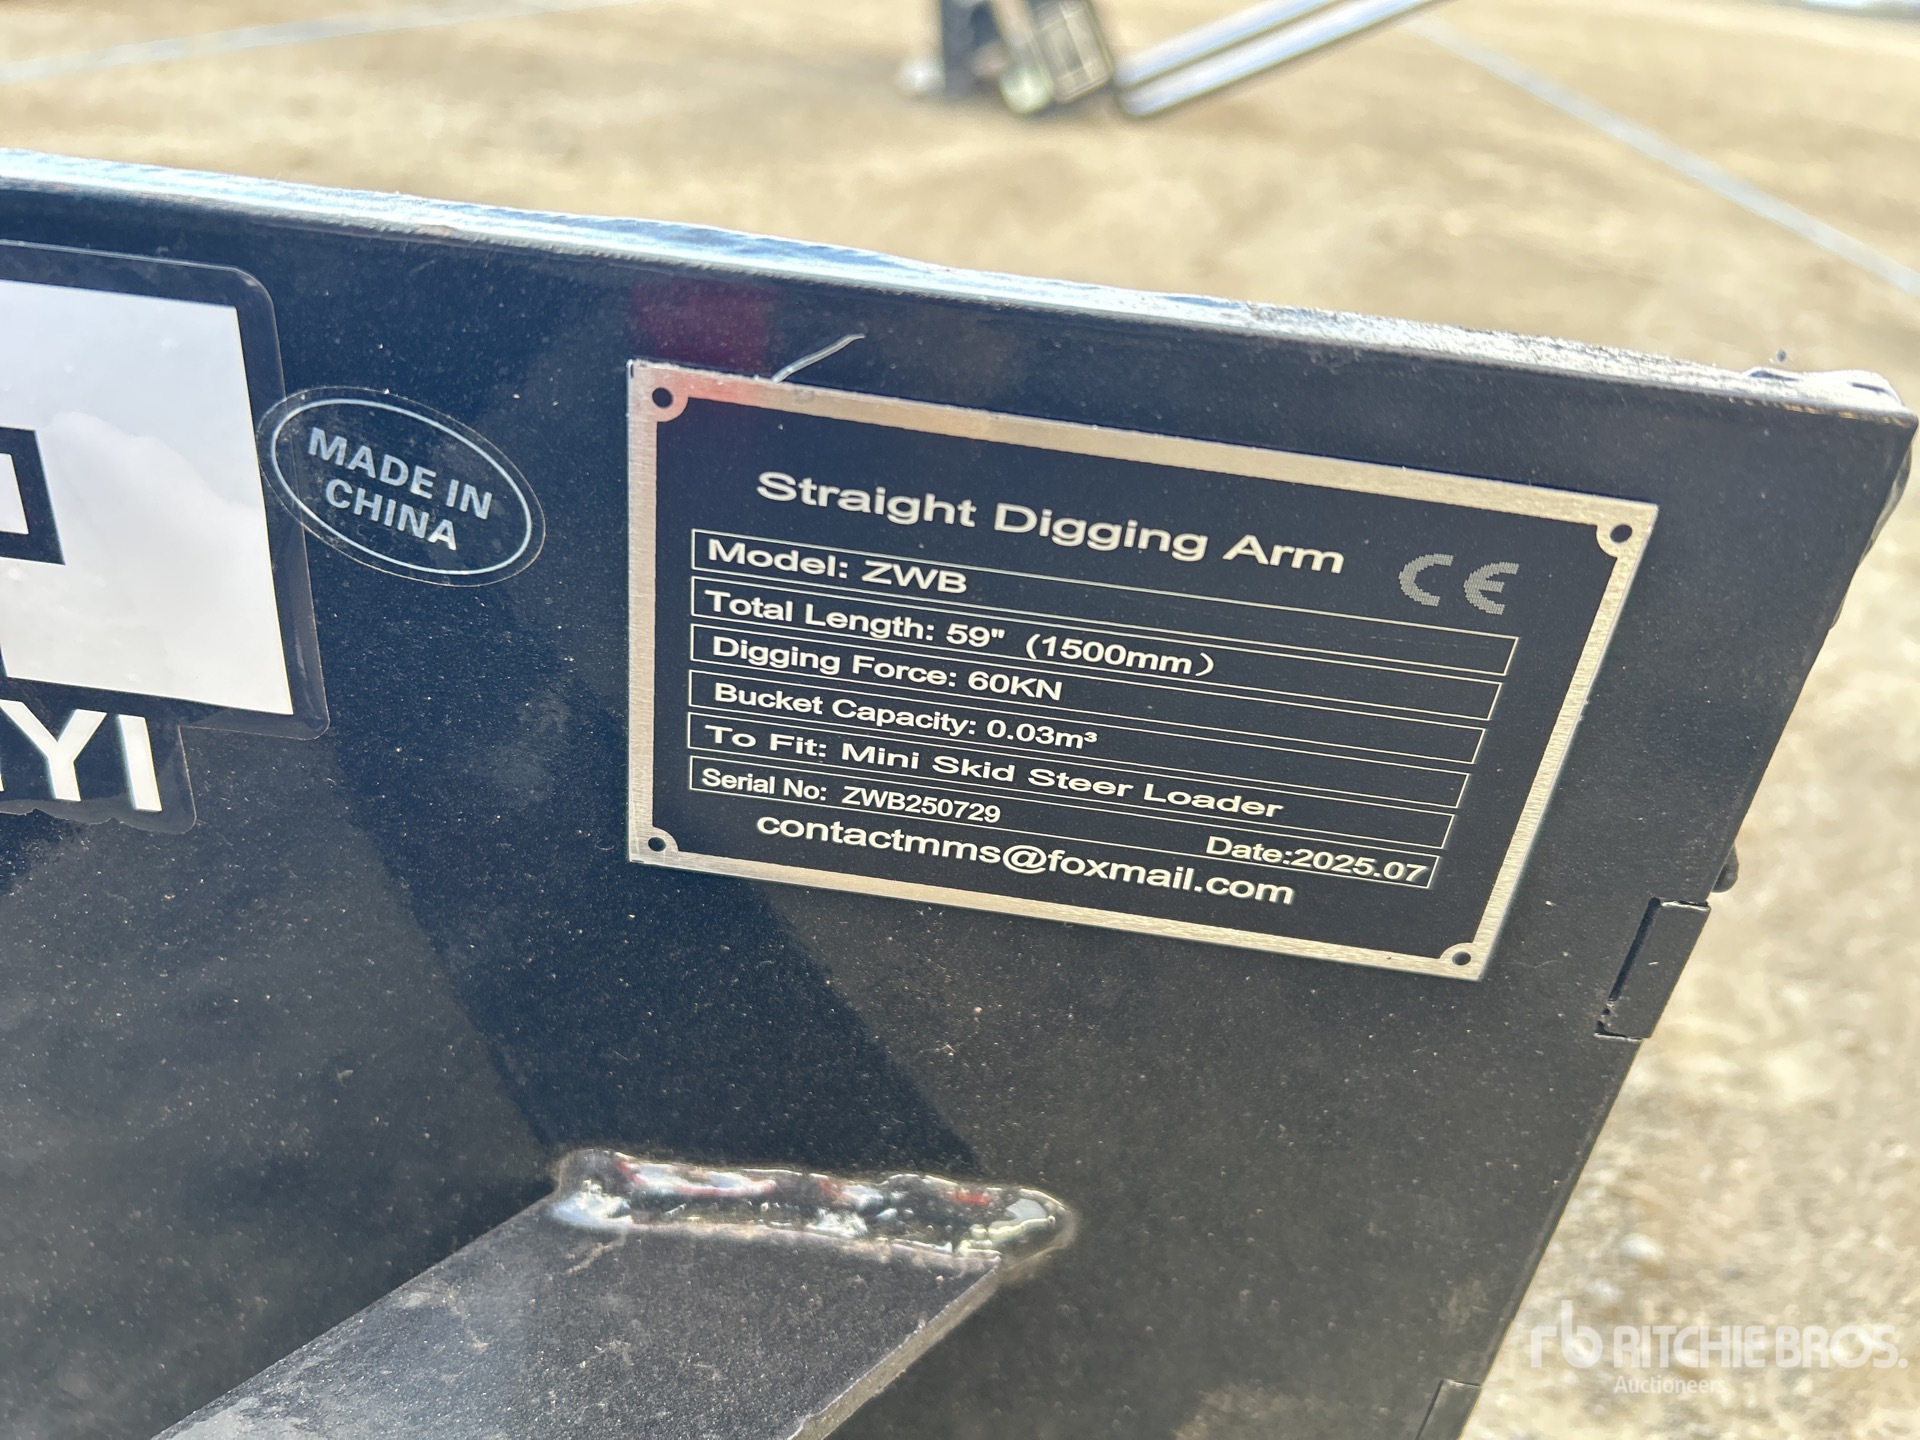 MADE IN
CHINA
YI
Straight Digging Arm
CE
Model: ZWB
Total Length: 59" (1500mm)
Digging Force: 60KN
Bucket Capacity: 0.03m³
To Fit: Mini Skid Steer Loader
Serial No: ZWB250729
Date:2025.07
contactmms@foxmail.com
rb RITCHIE BROS.
Auctioneers